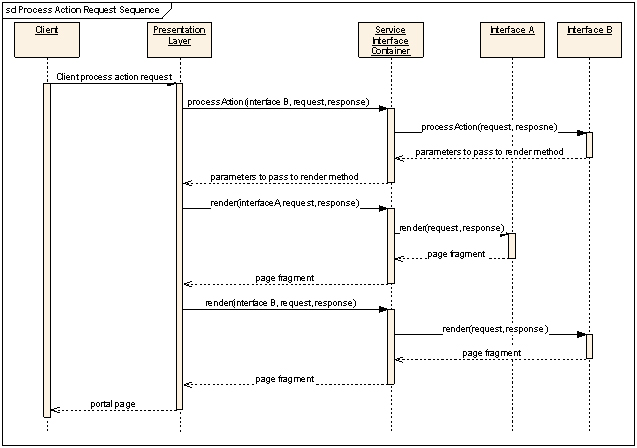 sd Process Action Request Sequence
Client
Presentation
Layer
Service
Interface
Container
Interface A
Interface B
Client process action request
processAction(interface B, request, response)
processAction(request, resposne)
parameters to pass to render method
parameters to pass to render method
render(interfaceA,request, response)
render(request, response)
page fragment
page fragment
render(interface B, request, response)
render(request, response)
page fragment
page fragment
portal page